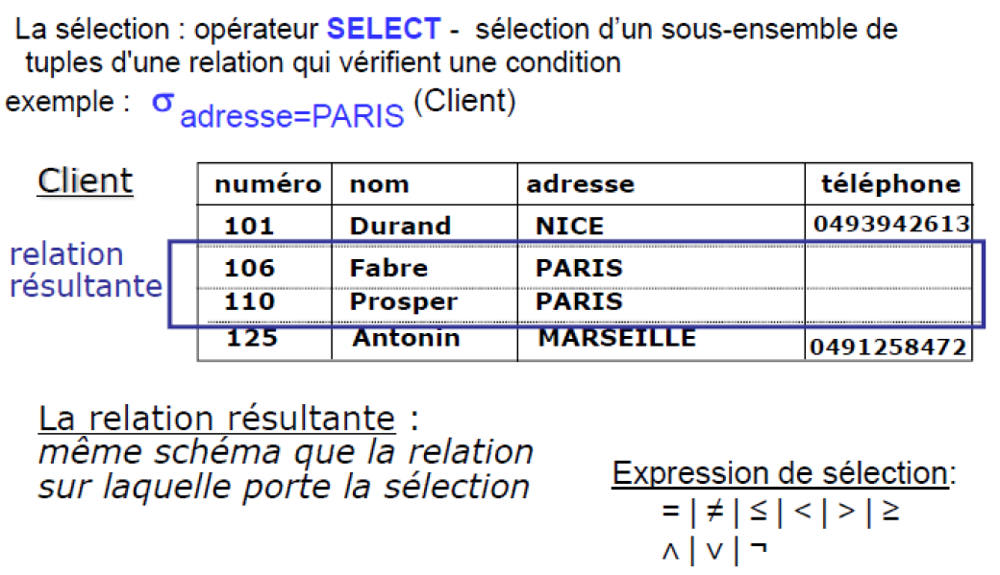 La sélection : opérateur SELECT - sélection d'un sous-ensemble de
tuples d'une relation qui vérifient une condition
exemple : σ adresse=PARIS (Client)
Client
numéro nom adresse téléphone
101 Durand NICE 0493942613
relation
résultante
106 Fabre PARIS
110 Prosper PARIS
125 Antonin MARSEILLE 0491258472
La relation résultante :
même schéma que la relation
sur laquelle porte la sélection
Expression de sélection:
= | ≠ | ≤ | < | > | ≥
∧ | ∨ | ¬